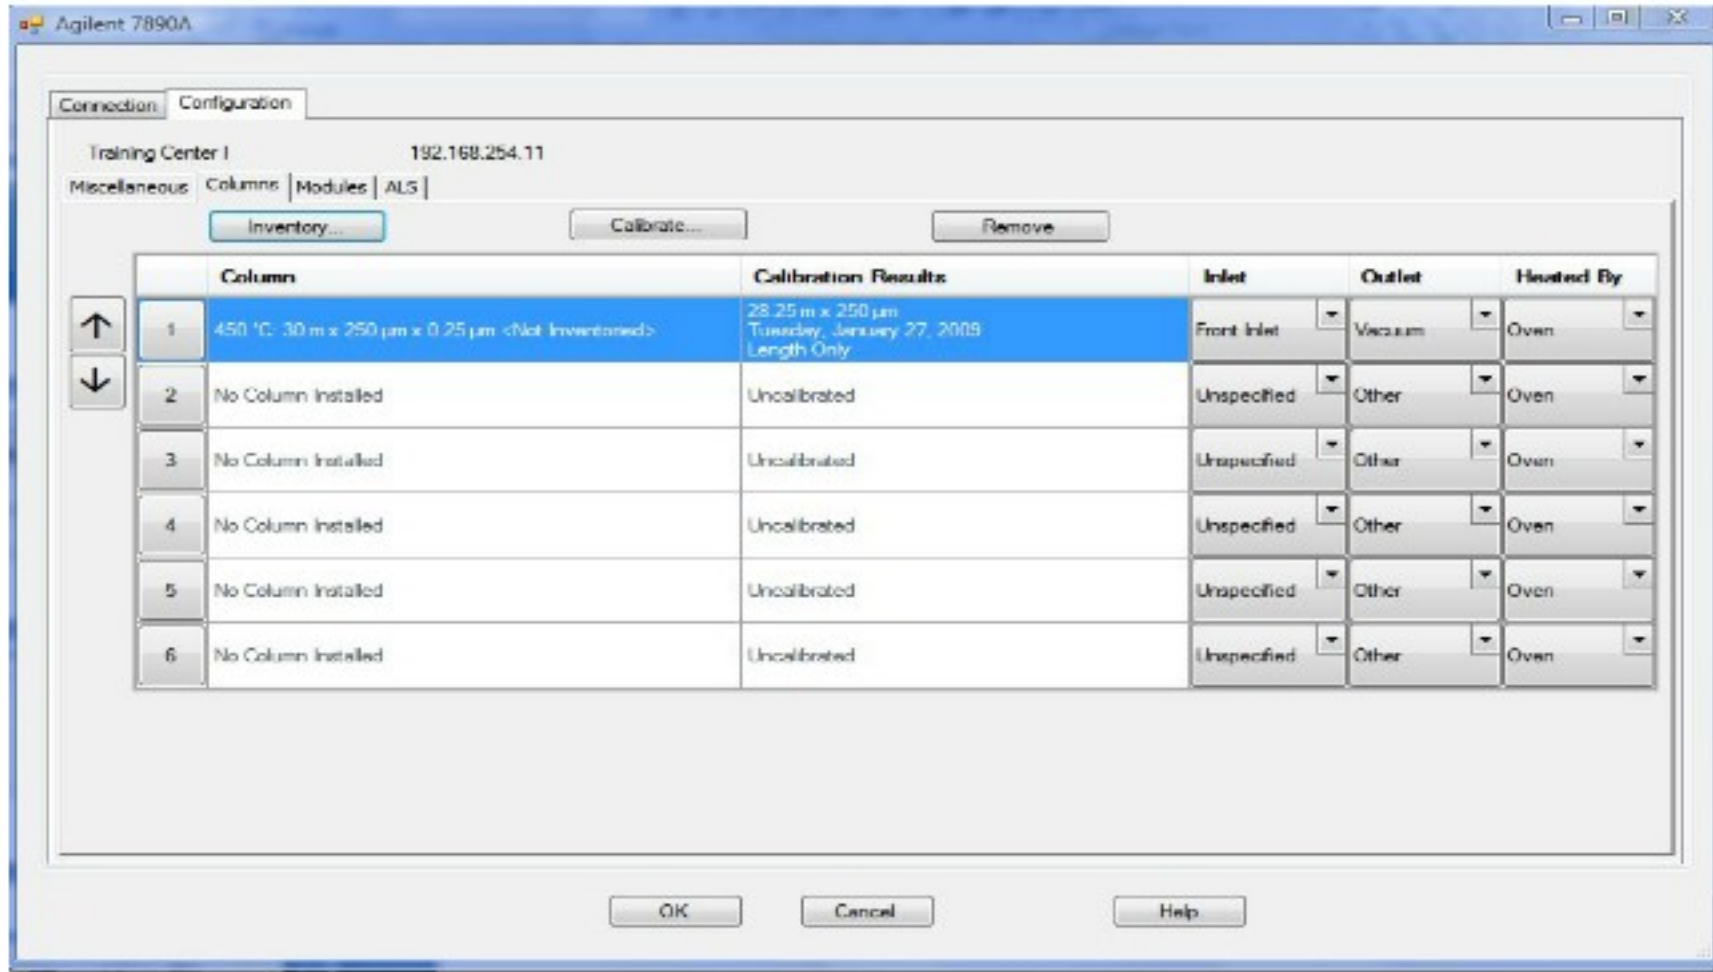 Agilent 7890A
Connection Configuration
Training Center I 192.168.254.11
Miscellaneous Columns Modules ALS
Inventory... Calibrate... Remove
Column Calibration Results Inlet Outlet Heated By
1 450 °C: 30 m x 250 µm x 0.25 µm <Not Inventoried> 28.25 m x 250 µm Front Inlet Vacuum Oven
Tuesday, January 27, 2009
Length Only
2 No Column Installed Uncalibrated Unspecified Other Oven
3 No Column Installed Uncalibrated Unspecified Other Oven
4 No Column Installed Uncalibrated Unspecified Other Oven
5 No Column Installed Uncalibrated Unspecified Other Oven
6 No Column Installed Uncalibrated Unspecified Other Oven
OK Cancel Help